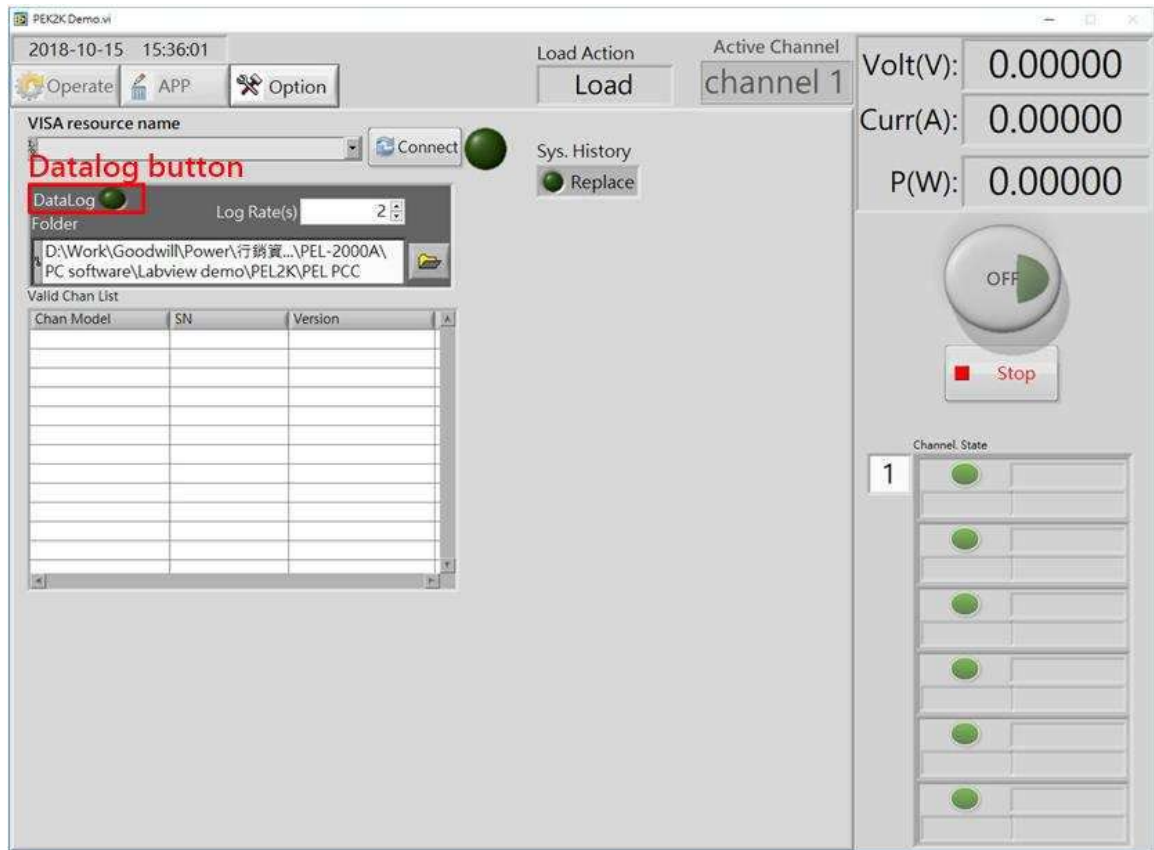 PEK2K Demo.vi
2018-10-15 15:36:01
Operate
APP
Option
Load Action
Load
Active Channel
channel 1
Volt(V): 0.00000
Curr(A): 0.00000
P(W): 0.00000
VISA resource name
Connect
Sys. History
Replace
Datalog button
DataLog
Log Rate(s) 2
Folder
D:\Work\Goodwill\Power\行銷資...\PEL-2000A\
PC software\Labview demo\PEL2K\PEL PCC
Valid Chan List
Chan Model SN Version
OFF
Stop
Channel. State
1